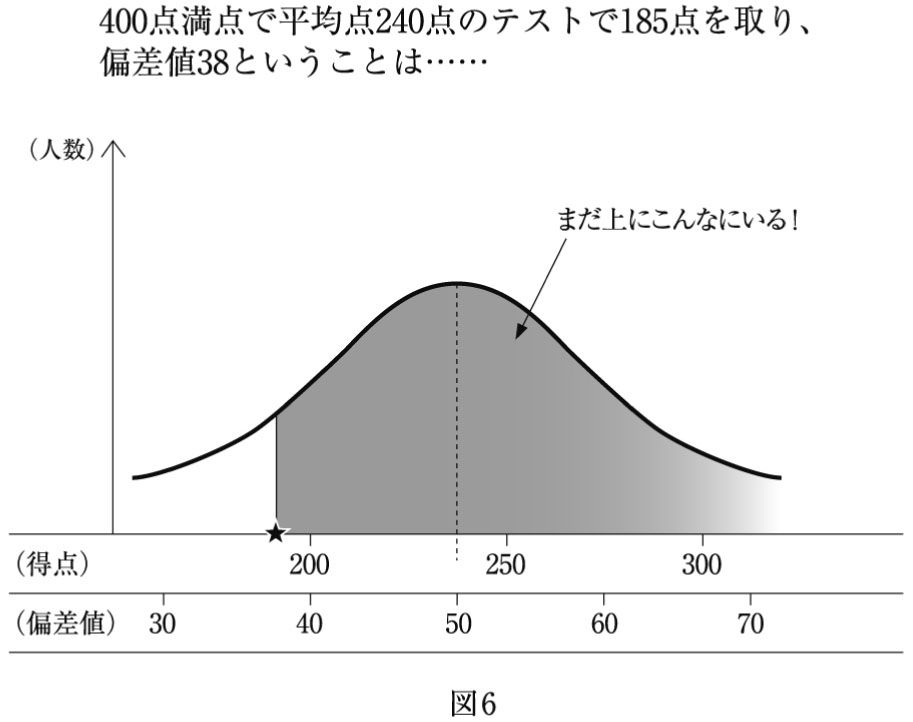 400点満点で平均点240点のテストで185点を取り、
偏差値38ということは……
（人数）
まだ上にこんなにいる！
（得点） 200 250 300
（偏差値） 30 40 50 60 70
図6